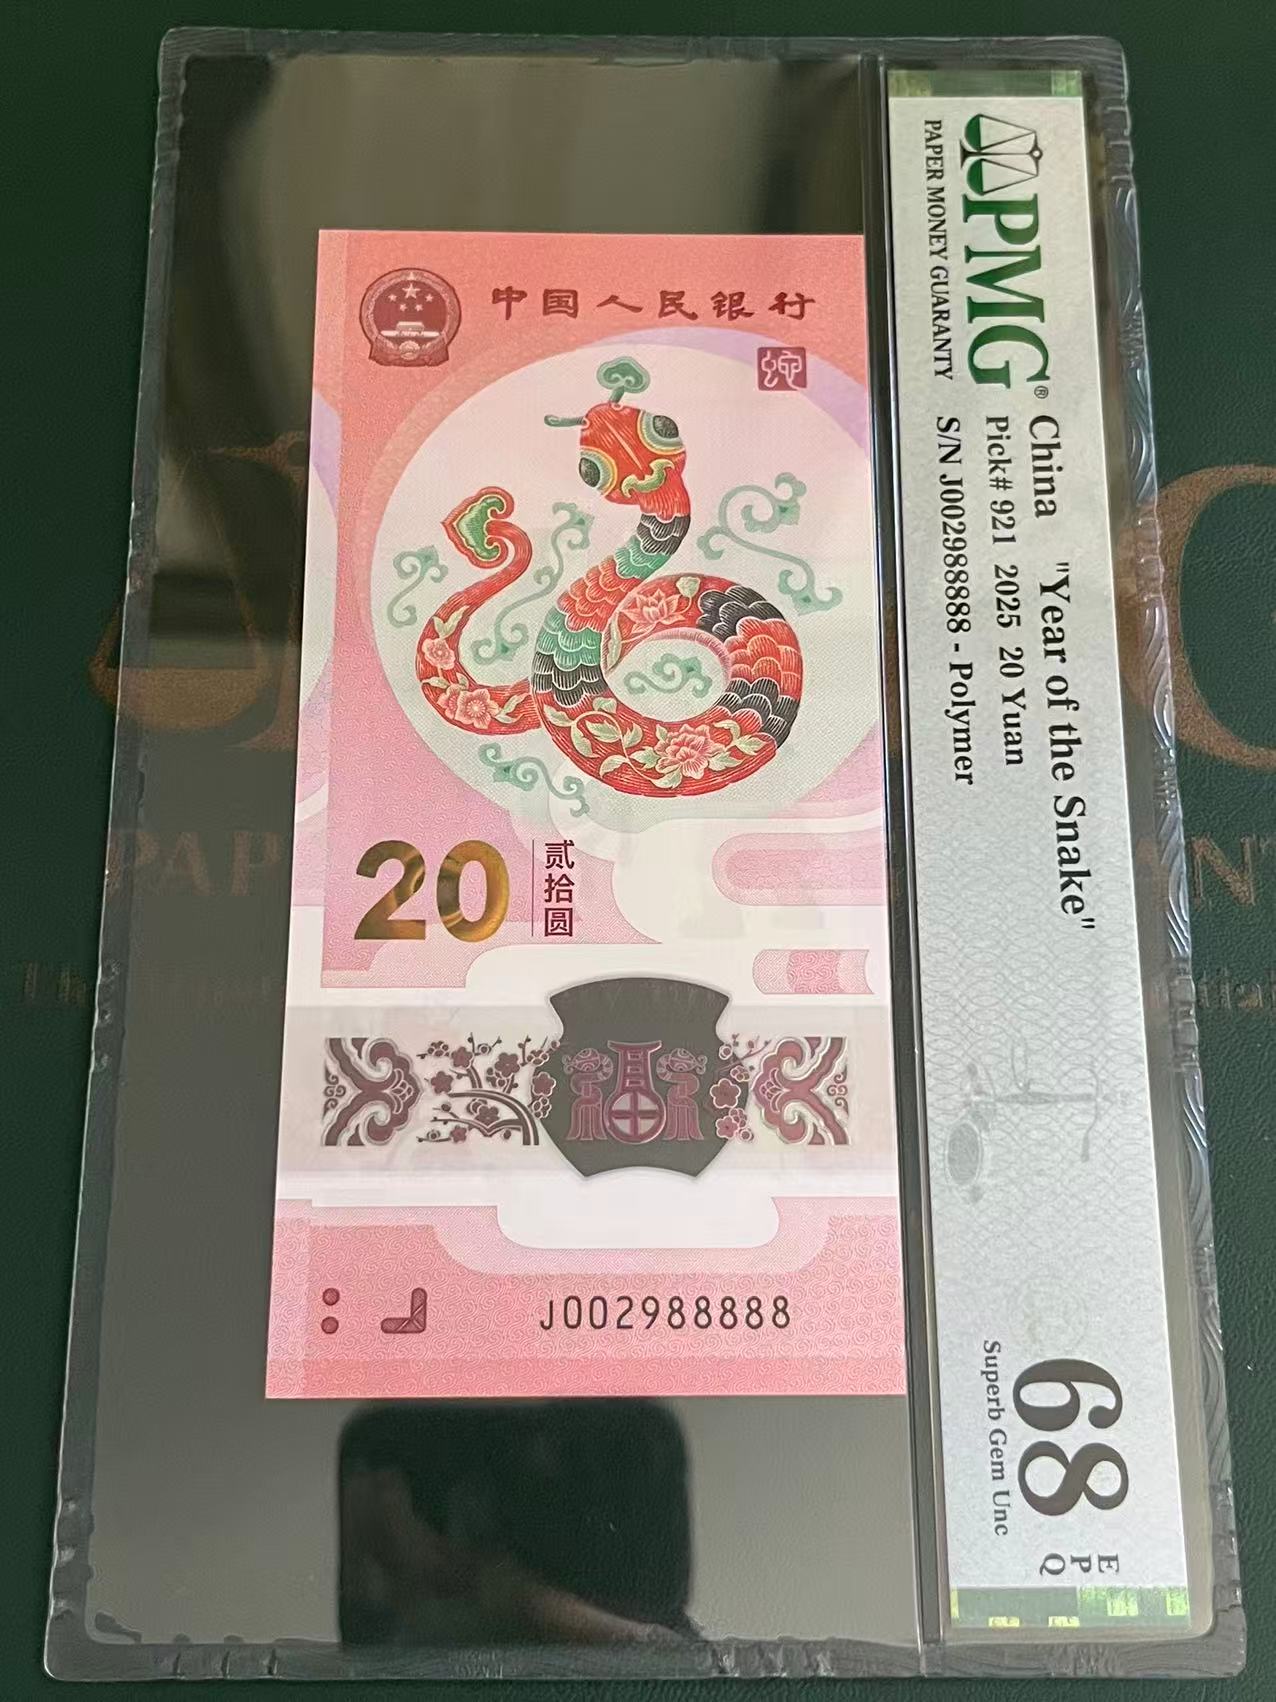 中国人民银行
蛇
20
贰拾圆
J002988888
PMG®
PAPER MONEY GUARANTY
China "Year of the Snake"
Pick# 921 2025 20 Yuan
S/N J002988888 - Polymer
68
EPQ
Superb Gem Unc